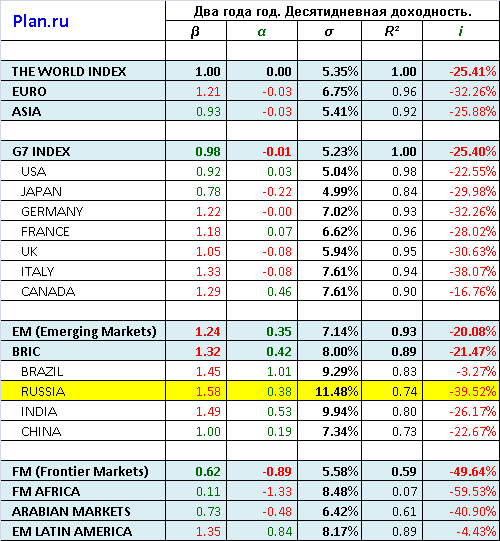 Plan.ru
Два года год. Десятидневная доходность.
β α σ R² i
THE WORLD INDEX 1.00 0.00 5.35% 1.00 -25.41%
EURO 1.21 -0.03 6.75% 0.96 -32.26%
ASIA 0.93 -0.03 5.41% 0.92 -25.88%
G7 INDEX 0.98 -0.01 5.23% 1.00 -25.40%
USA 0.92 0.03 5.04% 0.98 -22.55%
JAPAN 0.78 -0.22 4.99% 0.84 -29.98%
GERMANY 1.22 -0.00 7.02% 0.93 -32.26%
FRANCE 1.18 0.07 6.62% 0.96 -28.02%
UK 1.05 -0.08 5.94% 0.95 -30.63%
ITALY 1.33 -0.08 7.61% 0.94 -38.07%
CANADA 1.29 0.46 7.61% 0.90 -16.76%
EM (Emerging Markets) 1.24 0.35 7.14% 0.93 -20.08%
BRIC 1.32 0.42 8.00% 0.89 -21.47%
BRAZIL 1.45 1.01 9.29% 0.83 -3.27%
RUSSIA 1.58 0.38 11.48% 0.74 -39.52%
INDIA 1.49 0.53 9.94% 0.80 -26.17%
CHINA 1.00 0.19 7.34% 0.73 -22.67%
FM (Frontier Markets) 0.62 -0.89 5.58% 0.59 -49.64%
FM AFRICA 0.11 -1.33 8.48% 0.07 -59.53%
ARABIAN MARKETS 0.73 -0.48 6.42% 0.61 -40.90%
EM LATIN AMERICA 1.35 0.84 8.17% 0.89 -4.43%